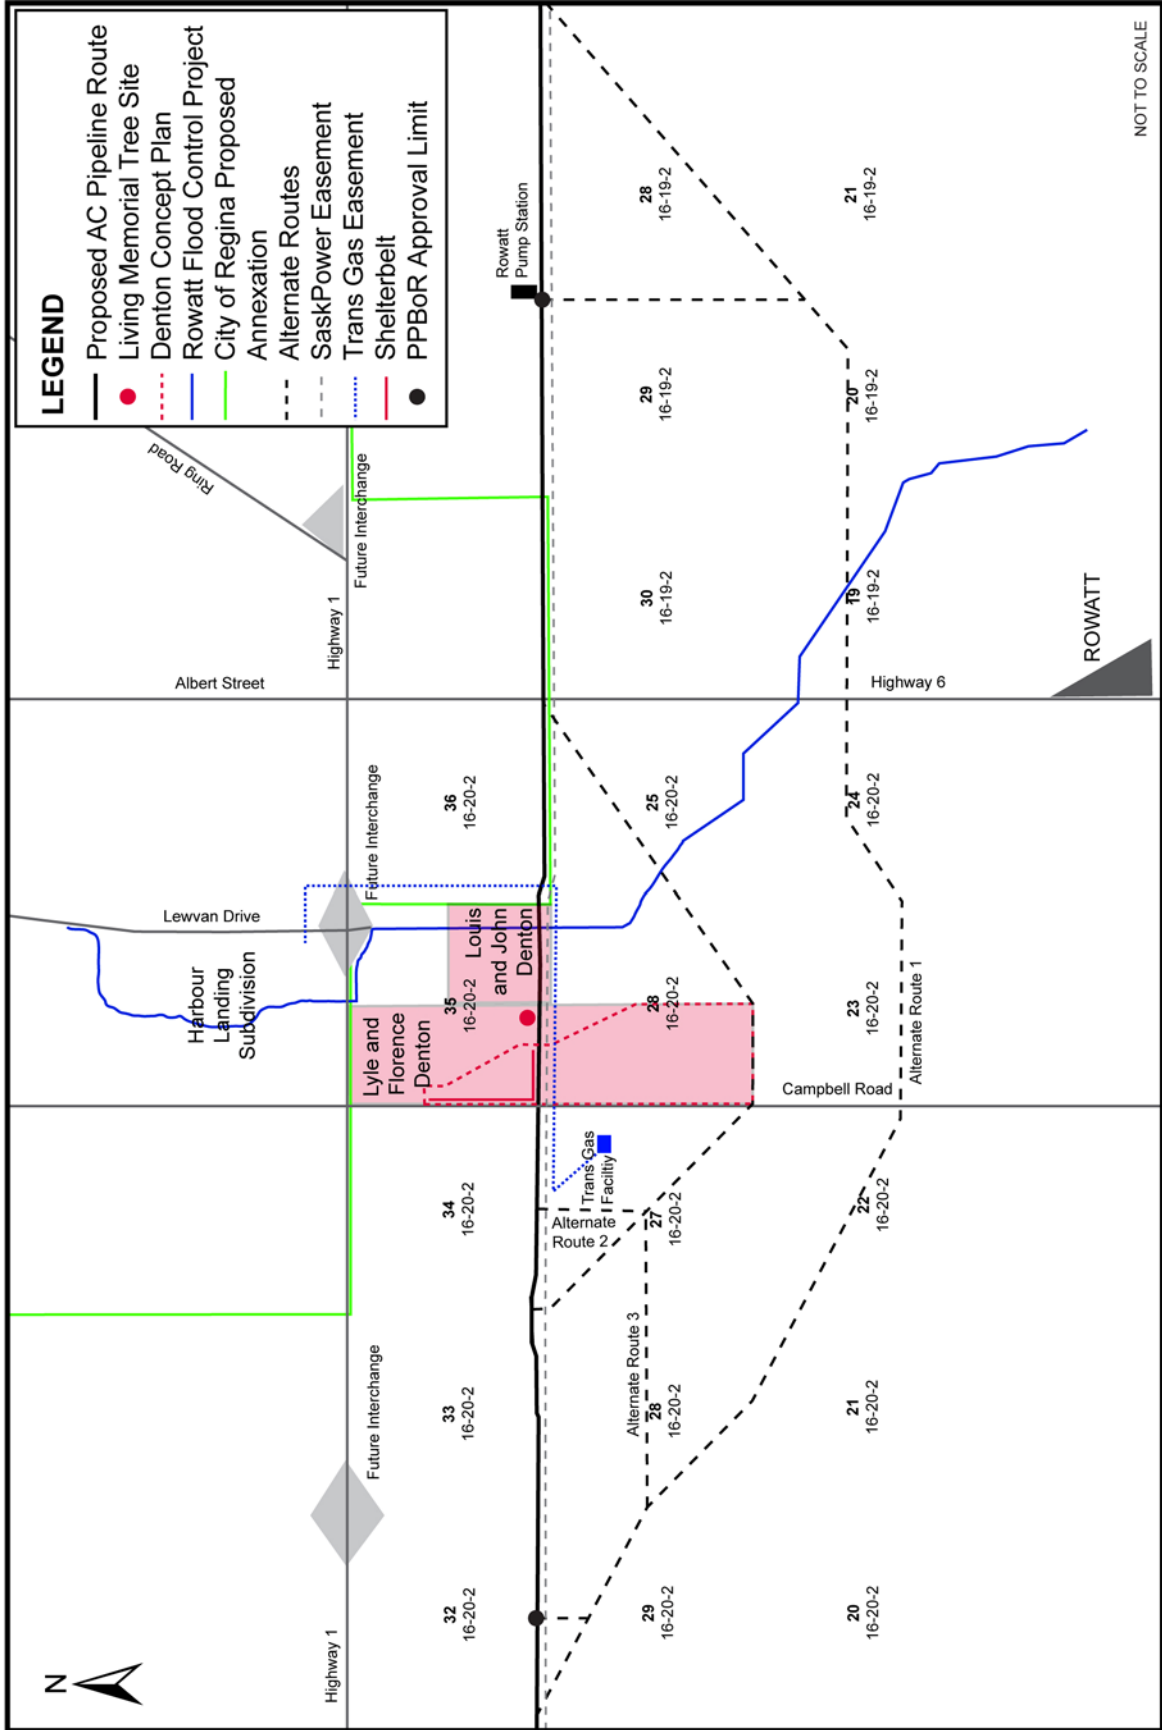 LEGEND
Proposed AC Pipeline Route
Living Memorial Tree Site
Denton Concept Plan
Rowatt Flood Control Project
City of Regina Proposed
Annexation
Alternate Routes
SaskPower Easement
Trans Gas Easement
Shelterbelt
PPBoR Approval Limit
N
Harbour
Landing
Subdivision
Lewvan Drive
Albert Street
Ring Road
Highway 1
Highway 1
Future Interchange
Future Interchange
Future Interchange
32
16-20-2
33
16-20-2
34
16-20-2
Lyle and
Florence
Denton
35
16-20-2
Louis
and John
Denton
36
16-20-2
Rowatt
Pump Station
Alternate
Route 2
Trans Gas
Faciltiy
29
16-20-2
28
16-20-2
Alternate Route 3
27
16-20-2
28
16-20-2
25
16-20-2
30
16-19-2
29
16-19-2
28
16-19-2
Campbell Road
Highway 6
20
16-20-2
21
16-20-2
22
16-20-2
23
16-20-2
24
16-20-2
19
16-19-2
20
16-19-2
21
16-19-2
Alternate Route 1
ROWATT
NOT TO SCALE